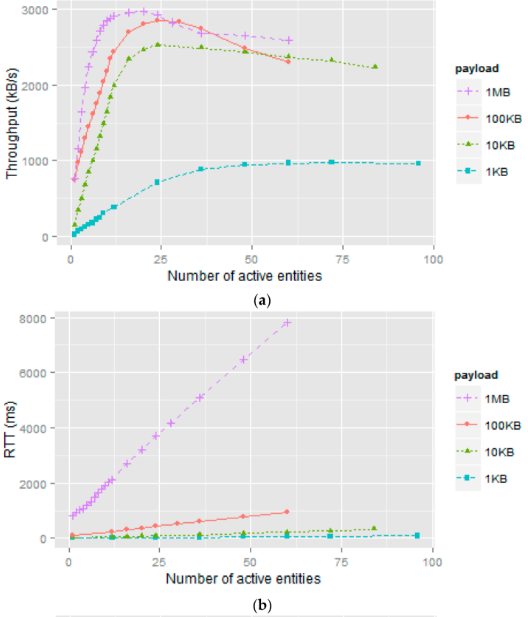 3000
2000
1000
0
Throughput (kB/s)
0
25
50
75
100
Number of active entities
payload
1MB
100KB
10KB
1KB
(a)
8000
6000
4000
2000
0
RTT (ms)
0
25
50
75
100
Number of active entities
payload
1MB
100KB
10KB
1KB
(b)